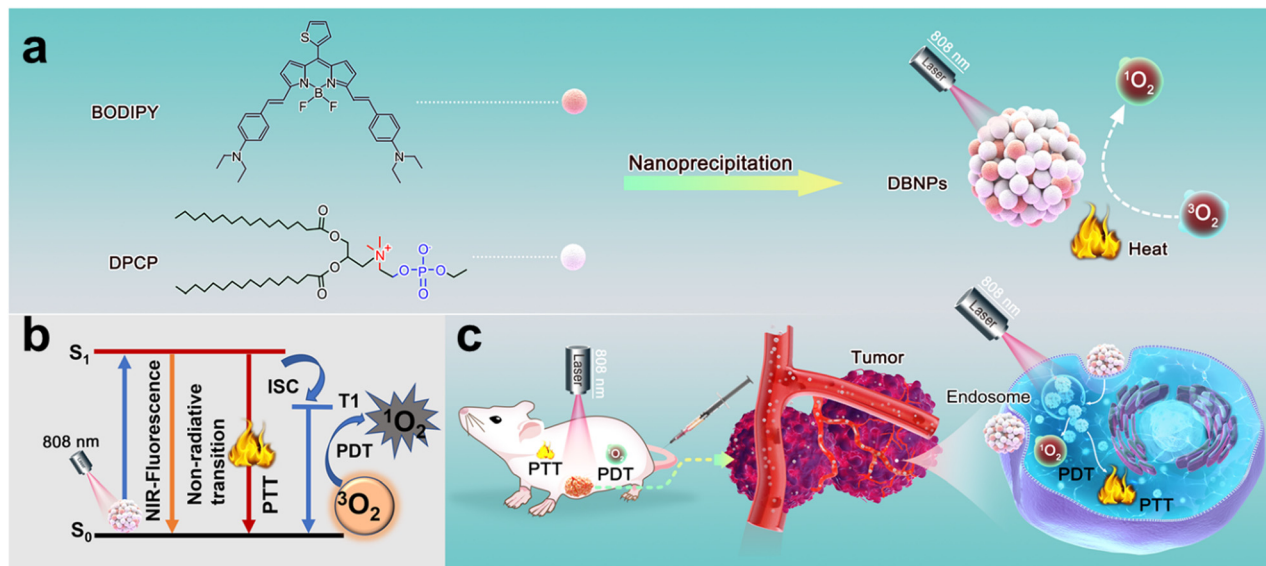 a
BODIPY
S
N
N
B
F
F
N
N
Nanoprecipitation
808 nm
Laser
DBNPs
¹O₂
³O₂
Heat
DPCP
O
O
O
O
N⁺
O
P
O
O⁻
O
b
S₁
S₀
808 nm
NIR-Fluorescence
Non-radiative
transition
PTT
ISC
T1
¹O₂
PDT
³O₂
c
808 nm
Laser
PTT
PDT
O
Tumor
808 nm
Laser
Endosome
¹O₂
PDT
PTT